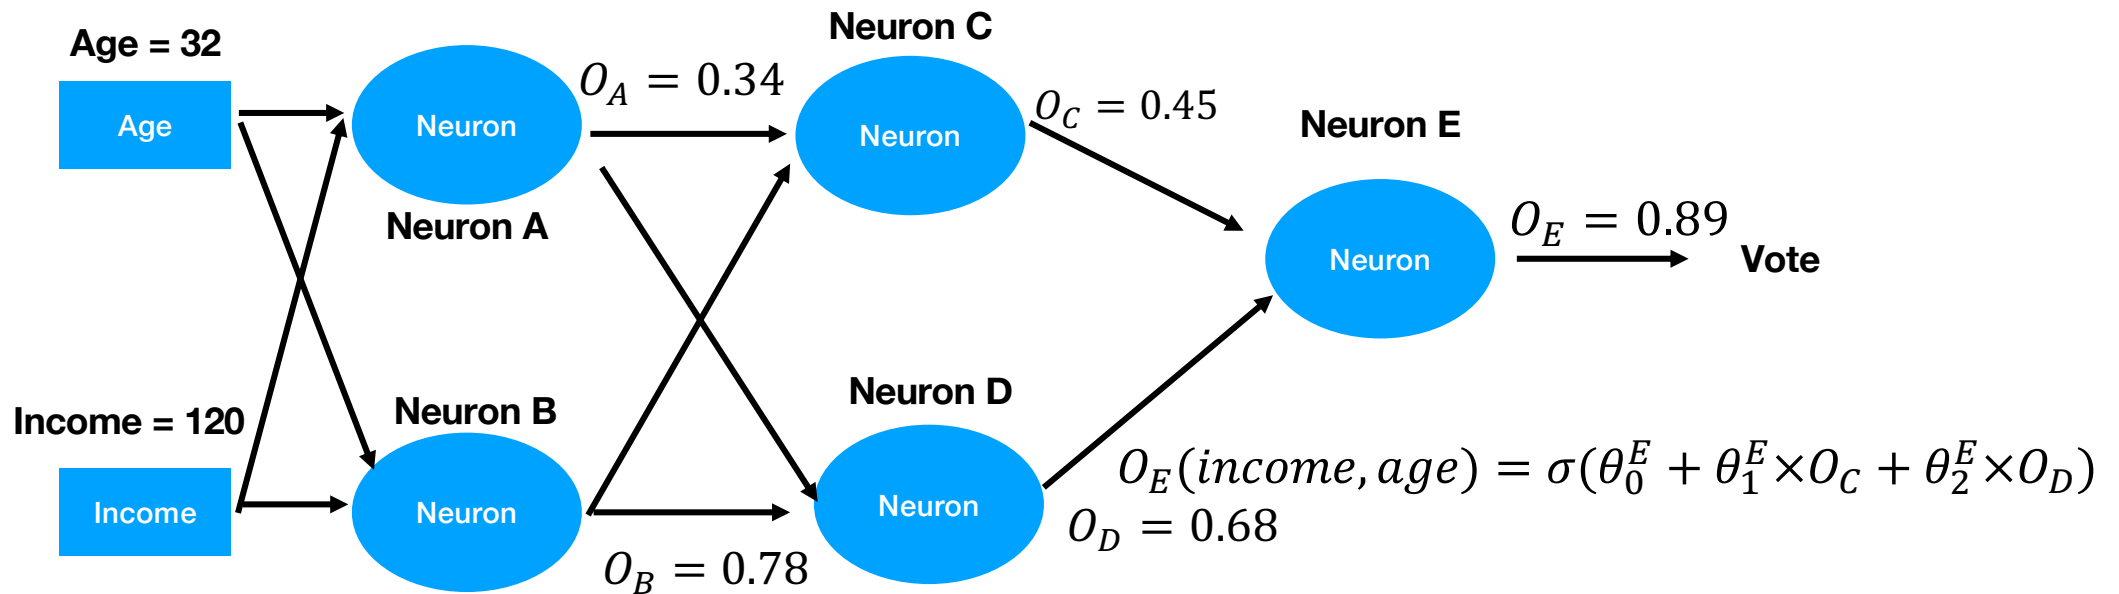 Age = 32
Age
Neuron
Neuron A
O_A = 0.34
Neuron C
Neuron
O_C = 0.45
Neuron E
Neuron
O_E = 0.89
Vote
Income = 120
Income
Neuron B
Neuron
O_B = 0.78
Neuron D
Neuron
O_E(income, age) = σ(θ_0^E + θ_1^E×O_C + θ_2^E×O_D)
O_D = 0.68